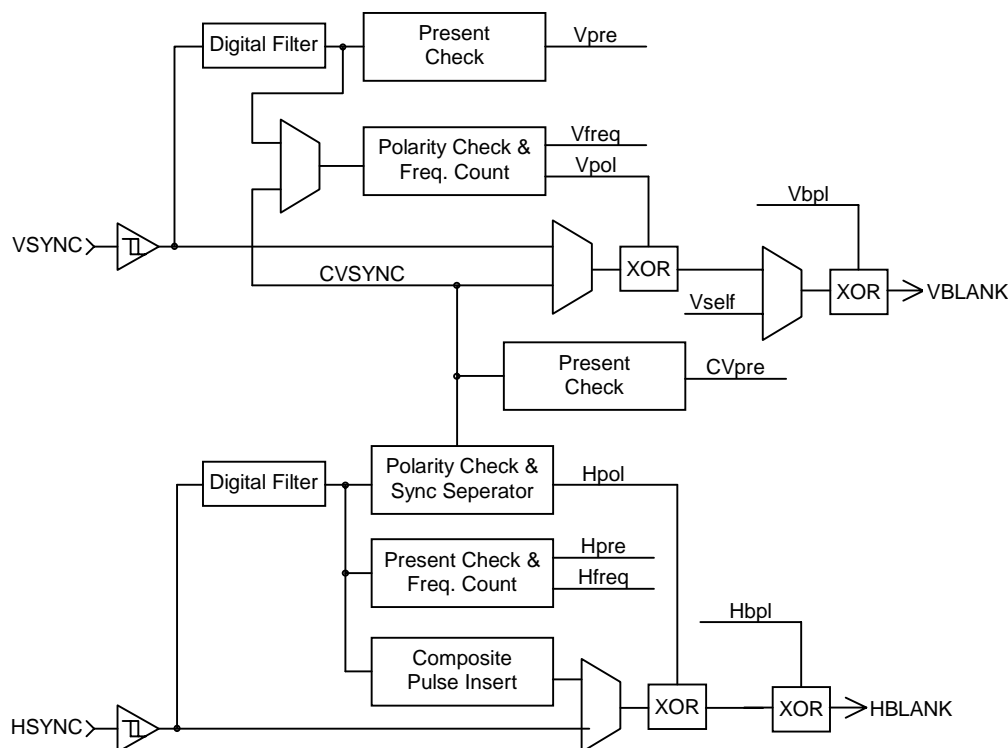 Digital Filter
Present
Check
Vpre
Polarity Check &
Freq. Count
Vfreq
Vpol
Vbpl
VSYNC
CVSYNC
XOR
Vself
XOR
VBLANK
Present
Check
CVpre
Digital Filter
Polarity Check &
Sync Seperator
Hpol
Present Check &
Freq. Count
Hpre
Hfreq
Hbpl
Composite
Pulse Insert
HSYNC
XOR
XOR
HBLANK